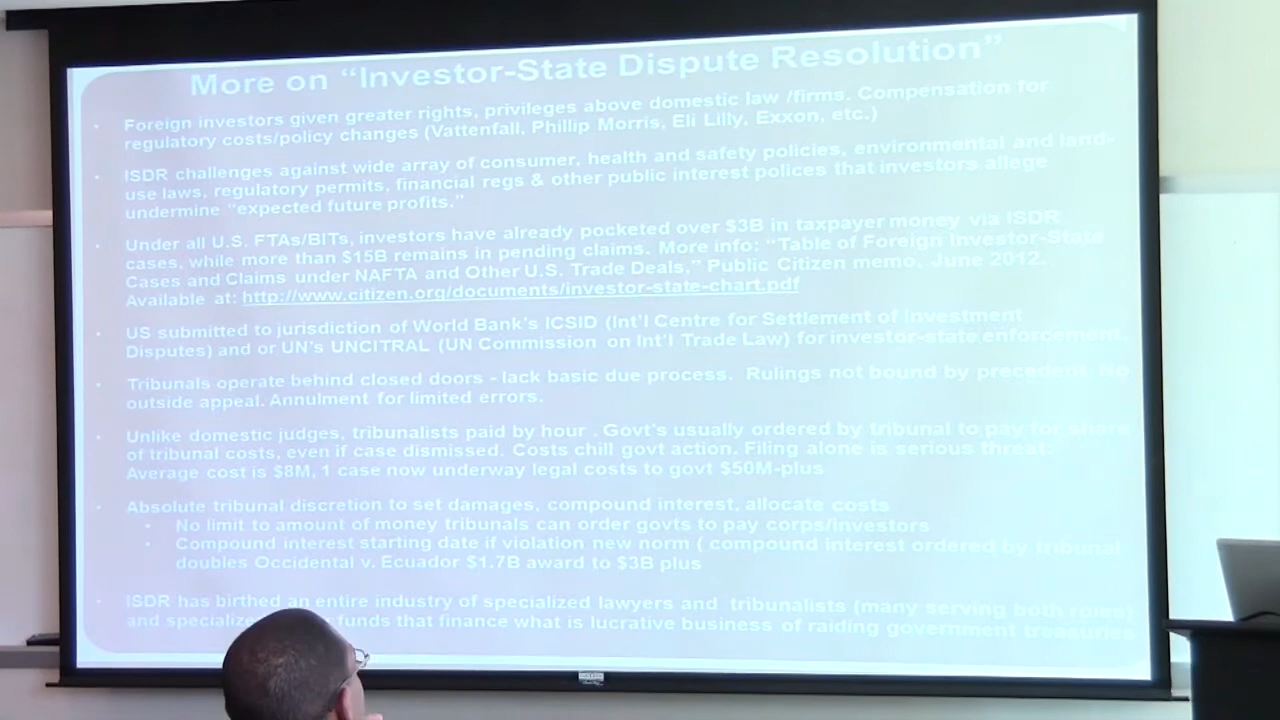 More on “Investor-State Dispute Resolution”
• Foreign investors given greater rights, privileges above domestic law /firms. Compensation for
regulatory costs/policy changes (Vattenfall, Phillip Morris, Eli Lilly, Exxon, etc.)
• ISDR challenges against wide array of consumer, health and safety policies, environmental and land-
use laws, regulatory permits, financial regs & other public interest polices that investors allege
undermine “expected future profits.”
• Under all U.S. FTAs/BITs, investors have already pocketed over $3B in taxpayer money via ISDR
cases, while more than $15B remains in pending claims. More info: “Table of Foreign Investor-State
Cases and Claims under NAFTA and Other U.S. Trade Deals,” Public Citizen memo, June 2012.
Available at: http://www.citizen.org/documents/investor-state-chart.pdf
• US submitted to jurisdiction of World Bank’s ICSID (Int’l Centre for Settlement of Investment
Disputes) and or UN’s UNCITRAL (UN Commission on Int’l Trade Law) for investor-state enforcement.
• Tribunals operate behind closed doors - lack basic due process. Rulings not bound by precedent. No
outside appeal. Annulment for limited errors.
• Unlike domestic judges, tribunalists paid by hour . Govt’s usually ordered by tribunal to pay for share
of tribunal costs, even if case dismissed. Costs chill govt action. Filing alone is serious threat.
Average cost is $8M, 1 case now underway legal costs to govt $50M-plus
• Absolute tribunal discretion to set damages, compound interest, allocate costs
• No limit to amount of money tribunals can order govts to pay corps/investors
• Compound interest starting date if violation new norm ( compound interest ordered by tribunal
doubles Occidental v. Ecuador $1.7B award to $3B plus
• ISDR has birthed an entire industry of specialized lawyers and tribunalists (many serving both roles)
and funds that finance what is lucrative business of raiding government treasuries